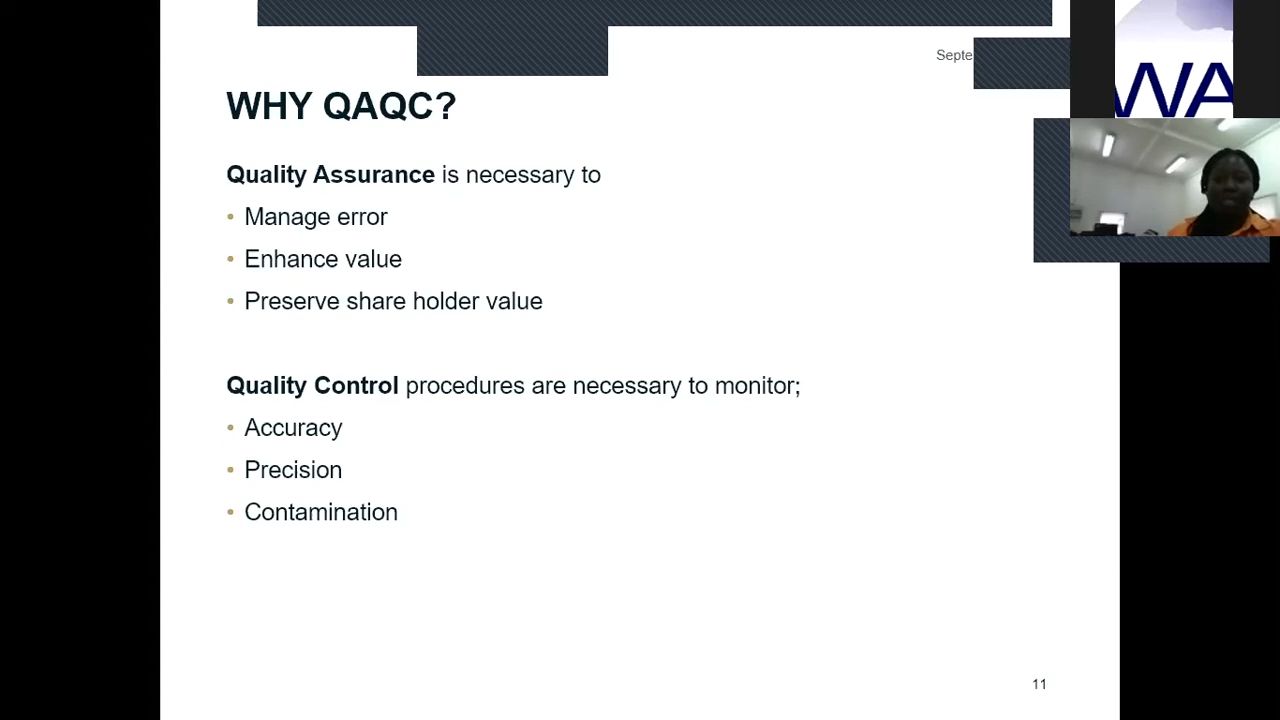 Septe
WHY QAQC?
Quality Assurance is necessary to
• Manage error
• Enhance value
• Preserve share holder value
Quality Control procedures are necessary to monitor;
• Accuracy
• Precision
• Contamination
11
WA